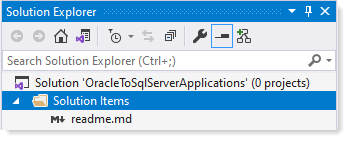 Solution Explorer
Search Solution Explorer (Ctrl+;)
Solution 'OracleToSqlServerApplications' (0 projects)
Solution Items
readme.md